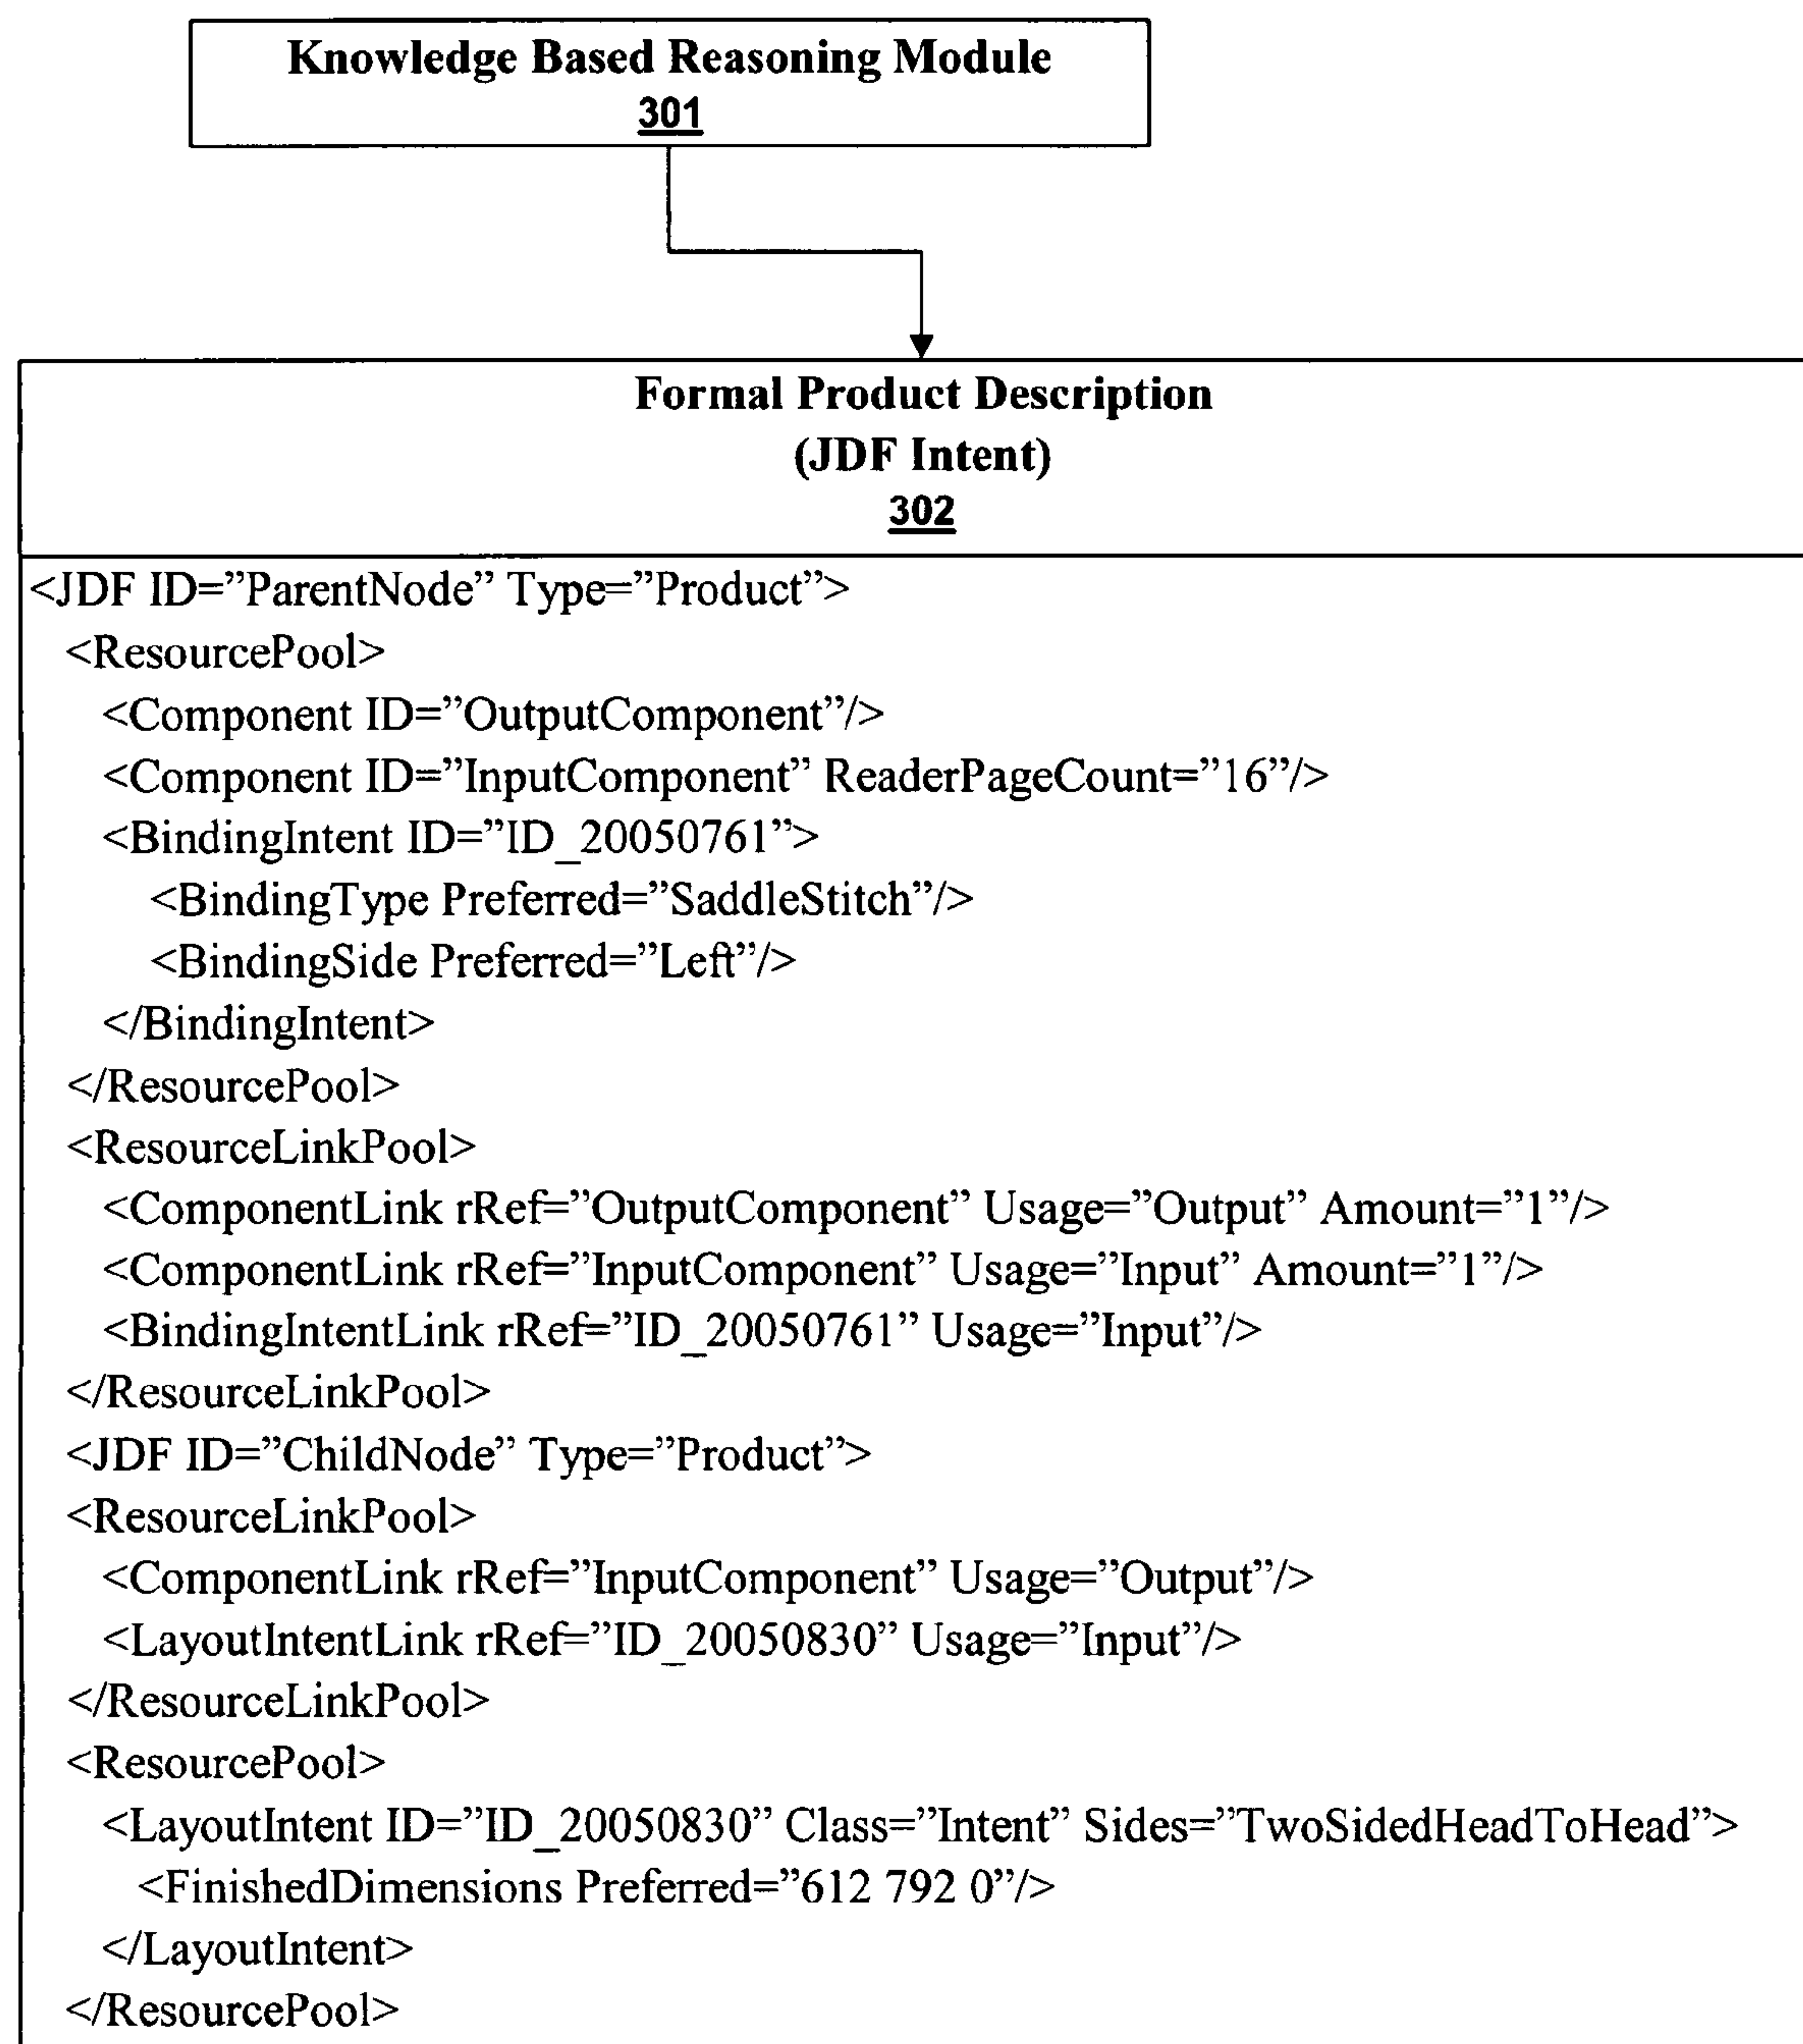 Knowledge Based Reasoning Module
301
Formal Product Description
(JDF Intent)
302
<JDF ID=”ParentNode” Type=”Product”>
<ResourcePool>
<Component ID=”OutputComponent”/>
<Component ID=”InputComponent” ReaderPageCount=”16”/>
<BindingIntent ID=”ID_20050761”>
<BindingType Preferred=”SaddleStitch”/>
<BindingSide Preferred=”Left”/>
</BindingIntent>
</ResourcePool>
<ResourceLinkPool>
<ComponentLink rRef=”OutputComponent” Usage=”Output” Amount=”1”/>
<ComponentLink rRef=”InputComponent” Usage=”Input” Amount=”1”/>
<BindingIntentLink rRef=”ID_20050761” Usage=”Input”/>
</ResourceLinkPool>
<JDF ID=”ChildNode” Type=”Product”>
<ResourceLinkPool>
<ComponentLink rRef=”InputComponent” Usage=”Output”/>
<LayoutIntentLink rRef=”ID_20050830” Usage=”Input”/>
</ResourceLinkPool>
<ResourcePool>
<LayoutIntent ID=”ID_20050830” Class=”Intent” Sides=”TwoSidedHeadToHead”>
<FinishedDimensions Preferred=”612 792 0”/>
</LayoutIntent>
</ResourcePool>